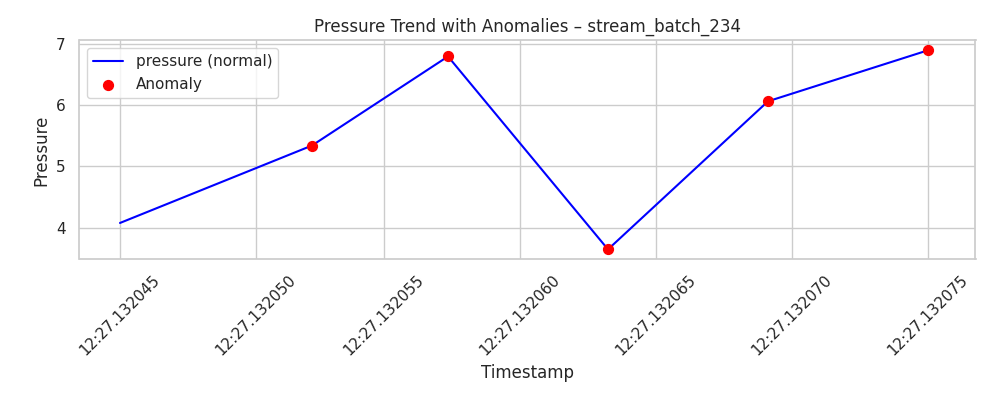 Pressure Trend with Anomalies – stream_batch_234
pressure (normal)
Anomaly
Pressure
7
6
5
4
12:27.132045
12:27.132050
12:27.132055
12:27.132060
12:27.132065
12:27.132070
12:27.132075
Timestamp